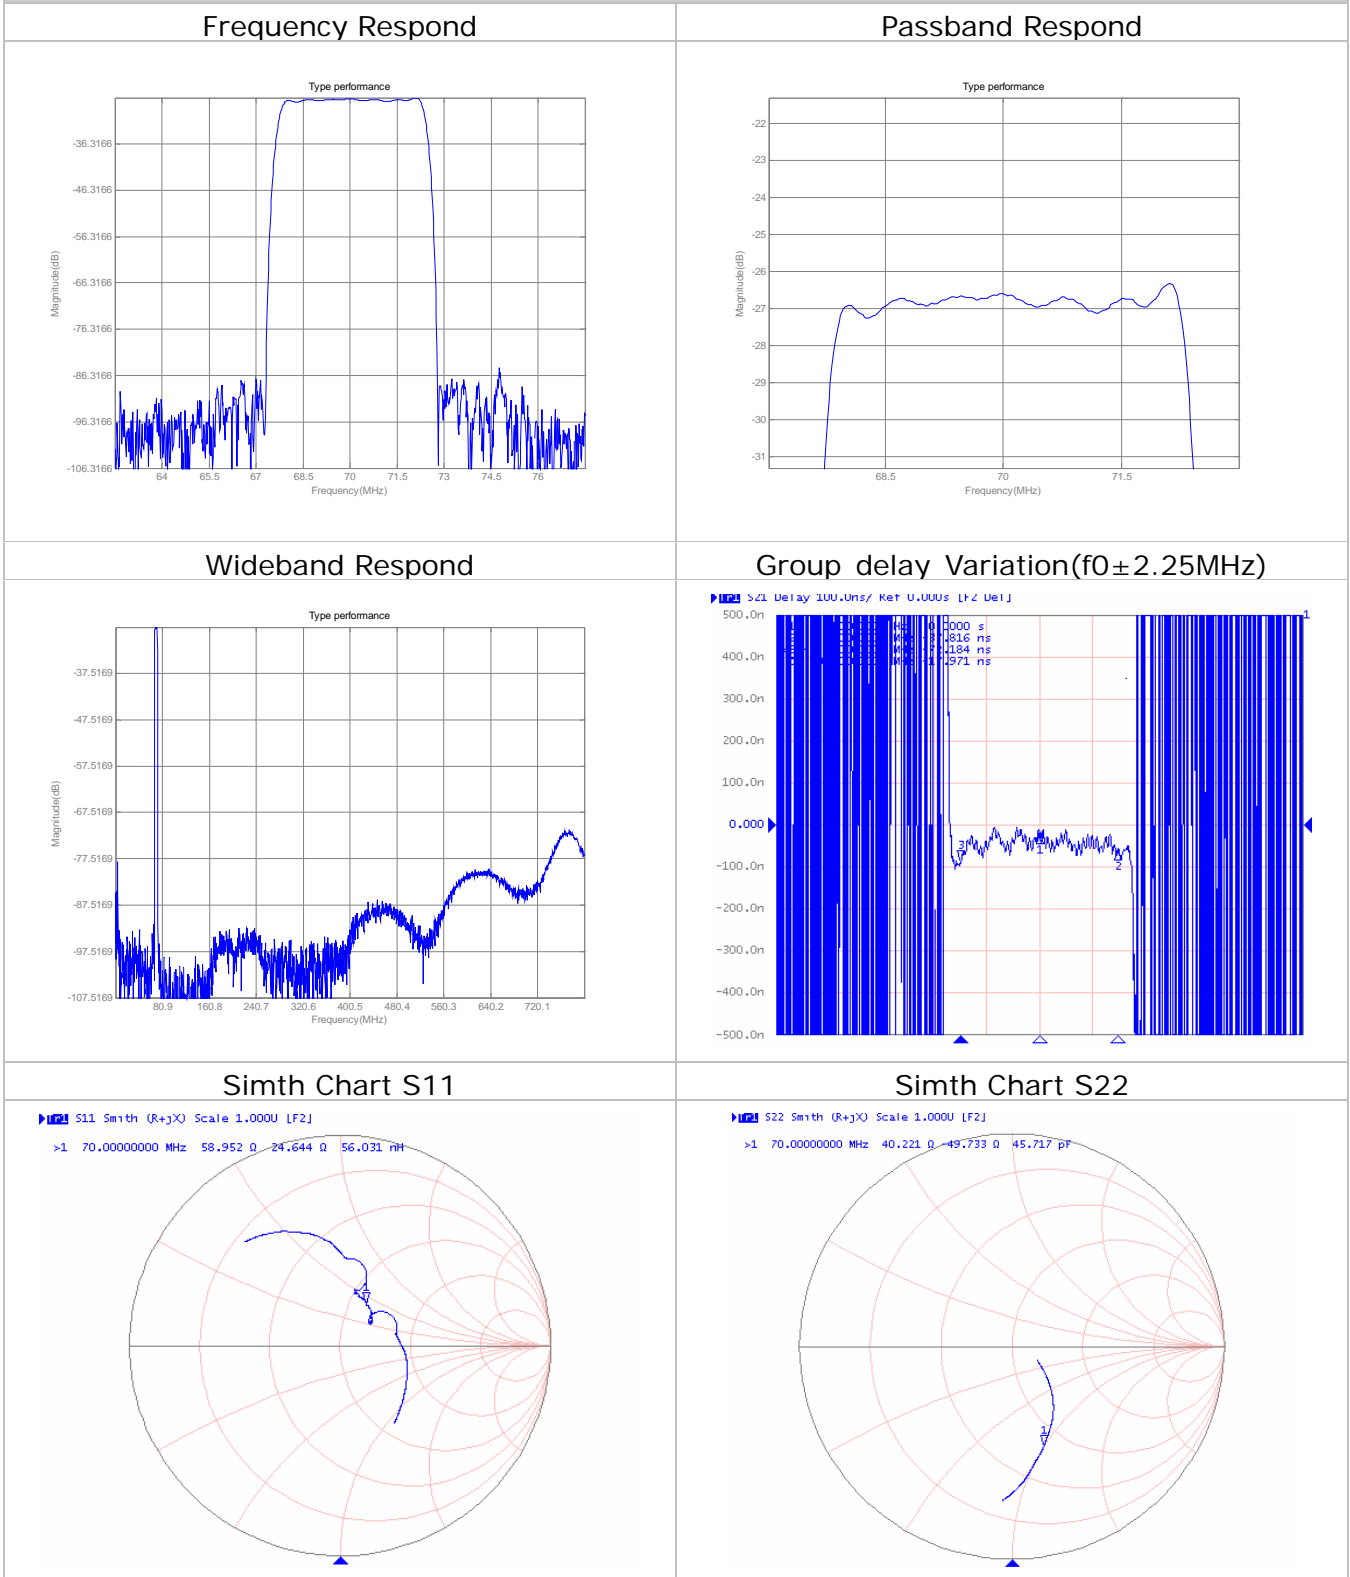 Frequency Respond
Passband Respond
Type performance
-36.3166
-46.3166
-56.3166
-66.3166
-76.3166
-86.3166
-96.3166
-106.3166
Magnitude(dB)
64 65.5 67 68.5 70 71.5 73 74.5 76
Frequency(MHz)
Type performance
-22
-23
-24
-25
-26
-27
-28
-29
-30
-31
Magnitude(dB)
68.5 70 71.5
Frequency(MHz)
Wideband Respond
Group delay Variation(f0±2.25MHz)
Type performance
-37.5169
-47.5169
-57.5169
-67.5169
-77.5169
-87.5169
-97.5169
-107.5169
Magnitude(dB)
80.9 160.8 240.7 320.6 400.5 480.4 560.3 640.2 720.1
Frequency(MHz)
Tr1 S21 Delay 100.0ns/ Ref 0.000s [F2 Del]
500.0n
400.0n
300.0n
200.0n
100.0n
0.000
-100.0n
-200.0n
-300.0n
-400.0n
-500.0n
1
3
1
2
Simth Chart S11
Simth Chart S22
Tr1 S11 Smith (R+jX) Scale 1.000U [F2]
>1 70.00000000 MHz 58.952 Ω 24.644 Ω 56.031 nH
1
Tr1 S22 Smith (R+jX) Scale 1.000U [F2]
>1 70.00000000 MHz 40.221 Ω -49.733 Ω 45.717 pF
1